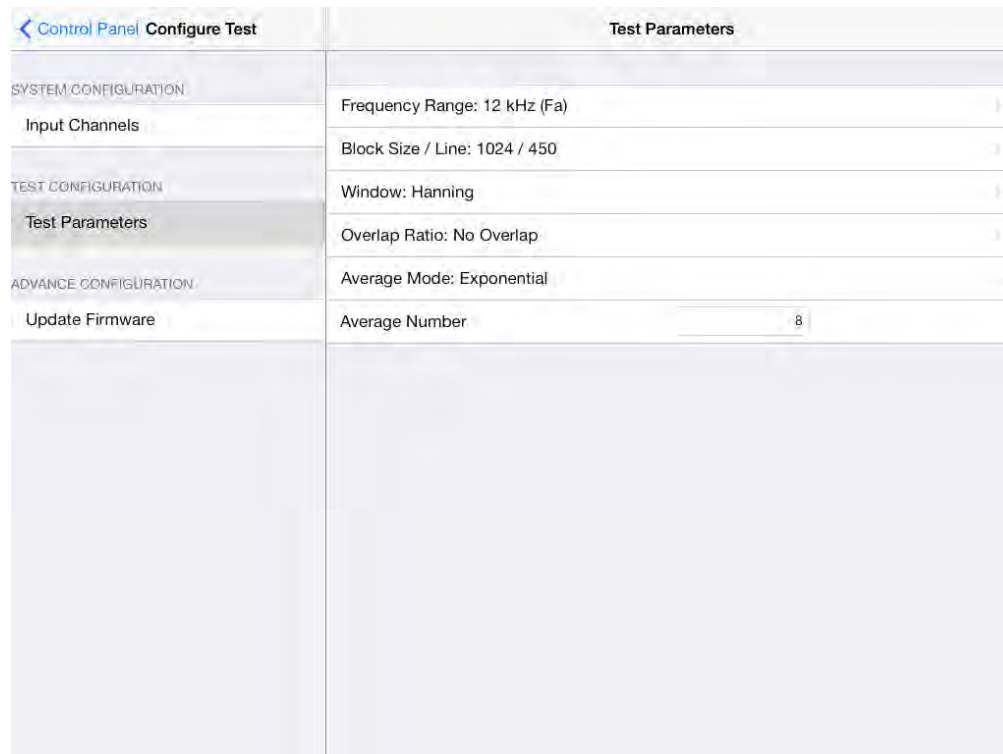 Control Panel Configure Test
Test Parameters
SYSTEM CONFIGURATION
Input Channels
TEST CONFIGURATION
Test Parameters
ADVANCE CONFIGURATION
Update Firmware
Frequency Range: 12 kHz (Fa)
Block Size / Line: 1024 / 450
Window: Hanning
Overlap Ratio: No Overlap
Average Mode: Exponential
Average Number 8